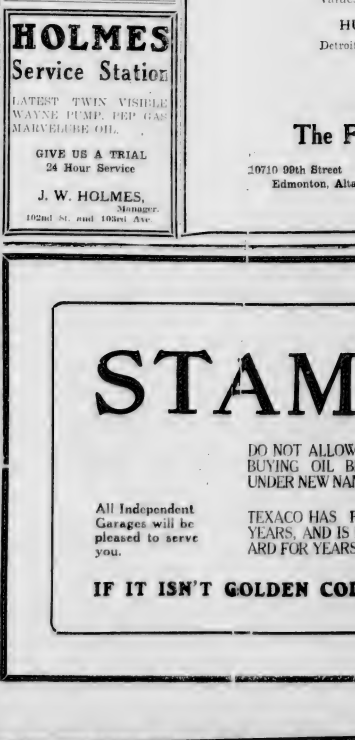 HOLMES
Service Station
LATEST TWIN VISIBLE
WAYNE PUMP. PEP GAS
MARVELUBE OIL.
GIVE US A TRIAL
24 Hour Service
J. W. HOLMES,
Manager.
102nd St. and 103rd Ave.
HU
Detroit
The F
10710 99th Street
Edmonton, Alta
STAM
DO NOT ALLOW
BUYING OIL B
UNDER NEW NAM
All Independent
Garages will be
pleased to serve
you.
TEXACO HAS
YEARS, AND IS
ARD FOR YEARS
IF IT ISN'T GOLDEN COL